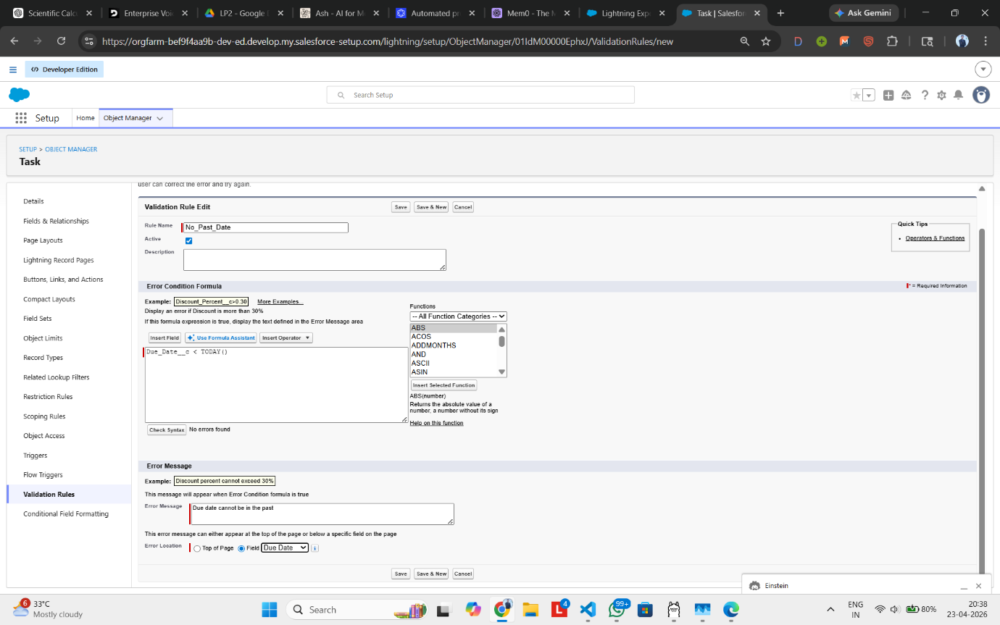 Scientific Calcu
Enterprise Voic
LP2 - Google D
Ash - AI for M
Automated pr
Mem0 - The M
Lightning Exp
Task | Salesfor
Ask Gemini
https://orgfarm-bef9f4aa9b-dev-ed.develop.my.salesforce-setup.com/lightning/setup/ObjectManager/01IdM00000EphxJ/ValidationRules/new
Developer Edition
Search Setup
Setup
Home
Object Manager
SETUP > OBJECT MANAGER
Task
Details
Fields & Relationships
Page Layouts
Lightning Record Pages
Buttons, Links, and Actions
Compact Layouts
Field Sets
Object Limits
Record Types
Related Lookup Filters
Restriction Rules
Scoping Rules
Object Access
Triggers
Flow Triggers
Validation Rules
Conditional Field Formatting
user can correct the error and try again.
Validation Rule Edit
Save
Save & New
Cancel
Rule Name
No_Past_Date
Active
Description
Quick Tips
• Operators & Functions
Error Condition Formula
* = Required Information
Example: Discount_Percent__c>0.30 More Examples...
Display an error if Discount is more than 30%
If this formula expression is true, display the text defined in the Error Message area
Insert Field
Use Formula Assistant
Insert Operator
Due_Date__c < TODAY()
Functions
-- All Function Categories --
ABS
ACOS
ADDMONTHS
AND
ASCII
ASIN
Insert Selected Function
ABS(number)
Returns the absolute value of a
number, a number without its sign
Help on this function
Check Syntax
No errors found
Error Message
Example: Discount percent cannot exceed 30%
This message will appear when Error Condition formula is true
Error Message
Due date cannot be in the past
This error message can either appear at the top of the page or below a specific field on the page
Error Location
Top of Page
Field
Due Date
Save
Save & New
Cancel
Einstein
6
33°C
Mostly cloudy
Search
4
99+
ENG
IN
80%
20:38
23-04-2026